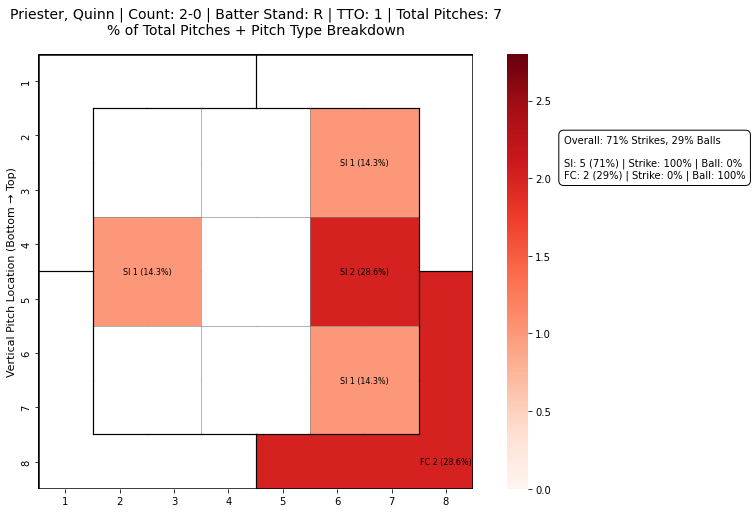 Priester, Quinn | Count: 2-0 | Batter Stand: R | TTO: 1 | Total Pitches: 7
% of Total Pitches + Pitch Type Breakdown
Vertical Pitch Location (Bottom → Top)
1
2
3
4
5
6
7
8
SI 1 (14.3%)
SI 1 (14.3%)
SI 2 (28.6%)
SI 1 (14.3%)
FC 2 (28.6%)
1
2
3
4
5
6
7
8
2.5
2.0
1.5
1.0
0.5
0.0
Overall: 71% Strikes, 29% Balls
SI: 5 (71%) | Strike: 100% | Ball: 0%
FC: 2 (29%) | Strike: 0% | Ball: 100%